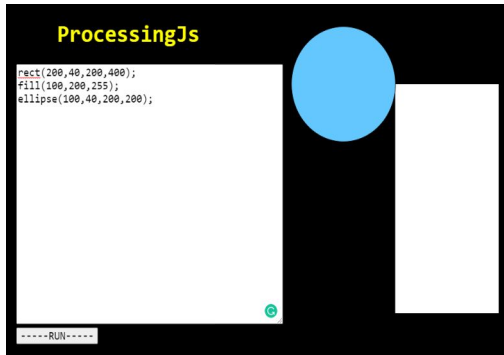 ProcessingJs
rect(200,40,200,400);
fill(100,200,255);
ellipse(100,40,200,200);
-----RUN-----